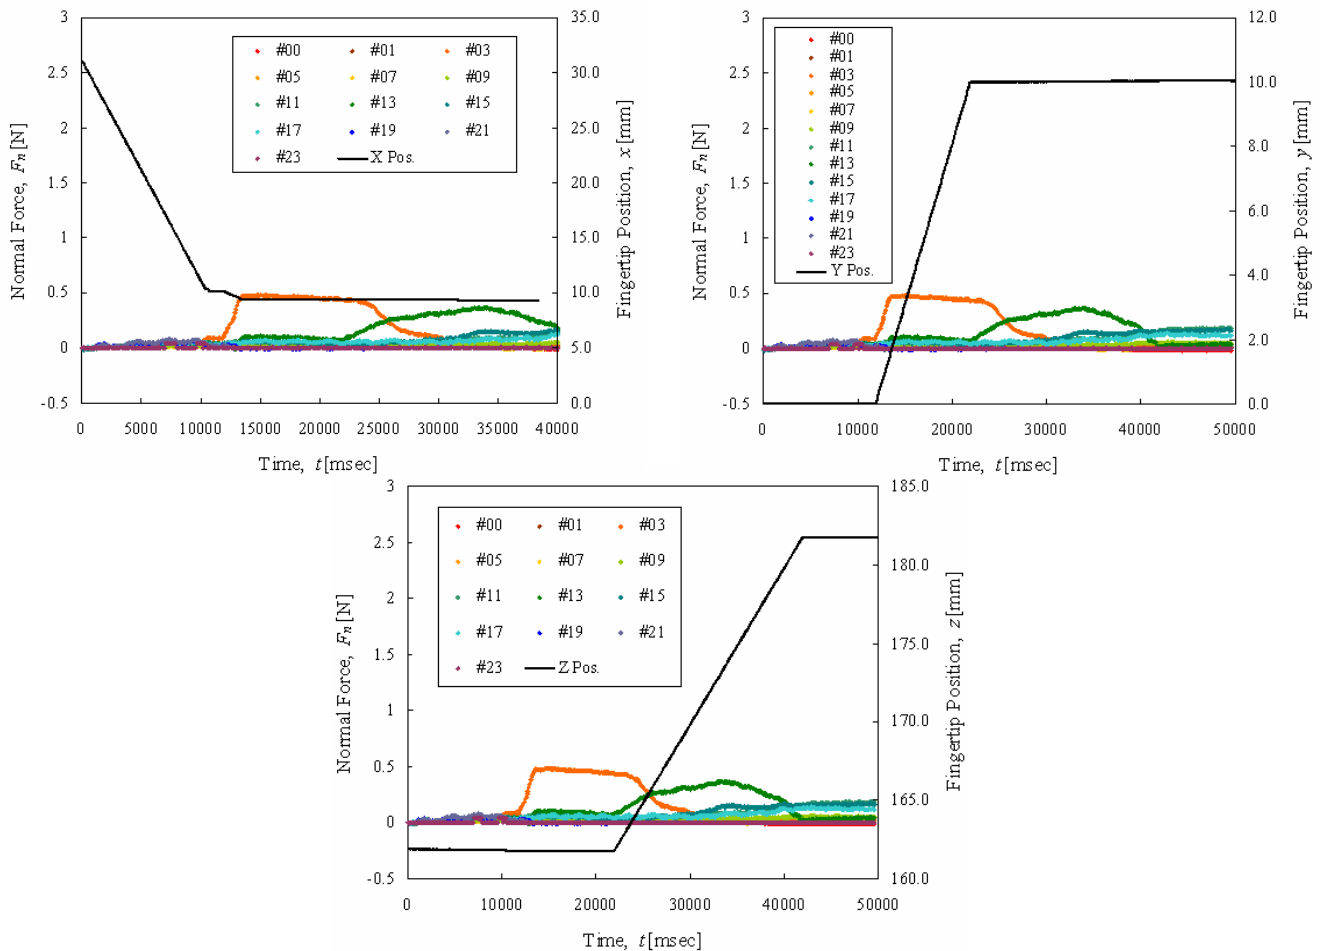 3
2.5
2
1.5
1
0.5
0
-0.5
Normal Force, Fn [N]
35.0
30.0
25.0
20.0
15.0
10.0
5.0
0.0
Fingertip Position, x [mm]
#00 #01 #03
#05 #07 #09
#11 #13 #15
#17 #19 #21
#23 X Pos.
0 5000 10000 15000 20000 25000 30000 35000 40000
Time, t [msec]
3
2.5
2
1.5
1
0.5
0
-0.5
Normal Force, Fn [N]
12.0
10.0
8.0
6.0
4.0
2.0
0.0
Fingertip Position, y [mm]
#00
#01
#03
#05
#07
#09
#11
#13
#15
#17
#19
#21
#23
Y Pos.
0 10000 20000 30000 40000 50000
Time, t [msec]
3
2.5
2
1.5
1
0.5
0
-0.5
Normal Force, Fn [N]
185.0
180.0
175.0
170.0
165.0
160.0
Fingertip Position, z [mm]
#00 #01 #03
#05 #07 #09
#11 #13 #15
#17 #19 #21
#23 Z Pos.
0 10000 20000 30000 40000 50000
Time, t [msec]